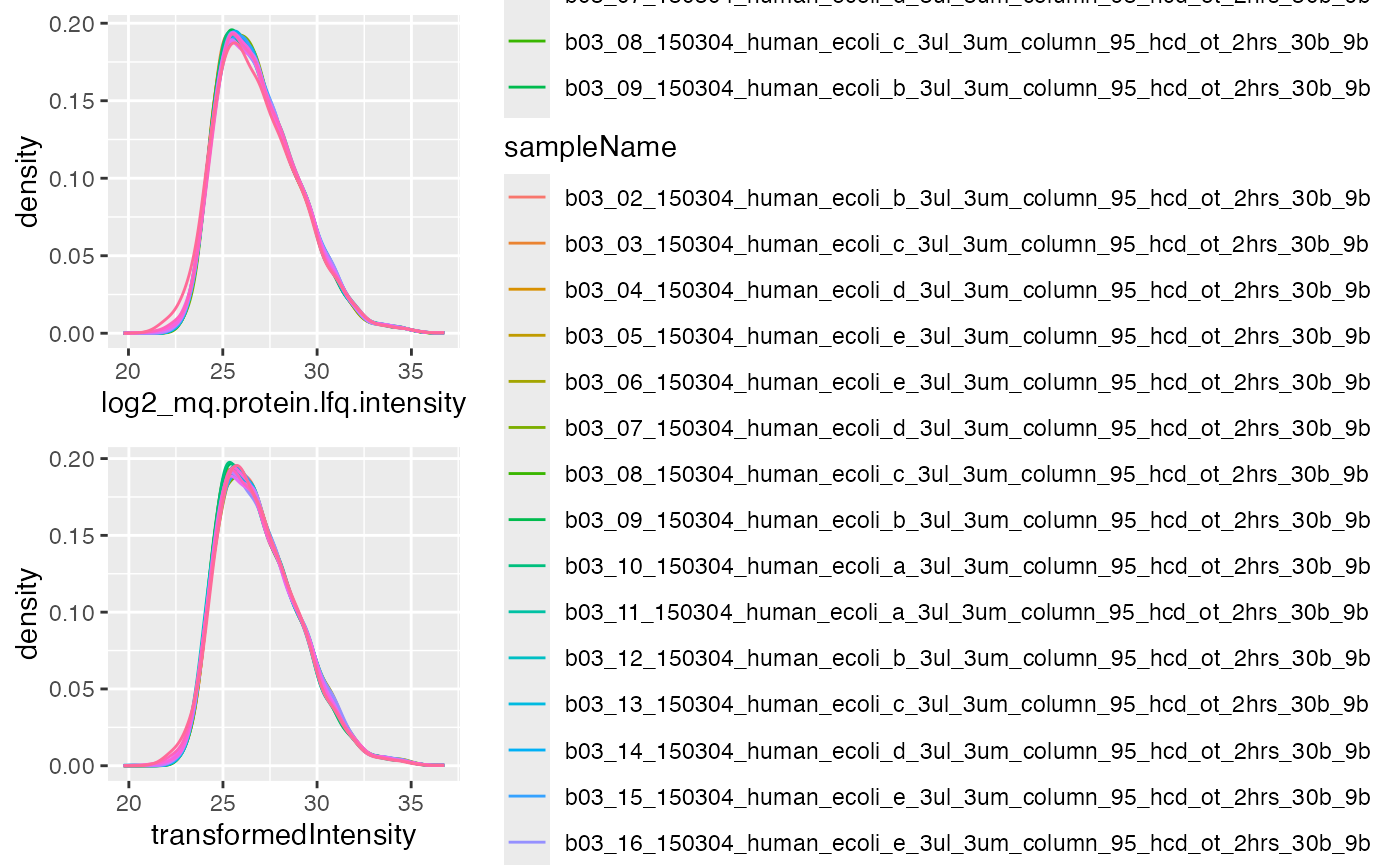 0.20
0.15
0.10
0.05
0.00
density
20 25 30 35
log2_mq.protein.lfq.intensity
0.20
0.15
0.10
0.05
0.00
density
20 25 30 35
transformedIntensity
b03_08_150304_human_ecoli_c_3ul_3um_column_95_hcd_ot_2hrs_30b_9b
b03_09_150304_human_ecoli_b_3ul_3um_column_95_hcd_ot_2hrs_30b_9b
sampleName
b03_02_150304_human_ecoli_b_3ul_3um_column_95_hcd_ot_2hrs_30b_9b
b03_03_150304_human_ecoli_c_3ul_3um_column_95_hcd_ot_2hrs_30b_9b
b03_04_150304_human_ecoli_d_3ul_3um_column_95_hcd_ot_2hrs_30b_9b
b03_05_150304_human_ecoli_e_3ul_3um_column_95_hcd_ot_2hrs_30b_9b
b03_06_150304_human_ecoli_e_3ul_3um_column_95_hcd_ot_2hrs_30b_9b
b03_07_150304_human_ecoli_d_3ul_3um_column_95_hcd_ot_2hrs_30b_9b
b03_08_150304_human_ecoli_c_3ul_3um_column_95_hcd_ot_2hrs_30b_9b
b03_09_150304_human_ecoli_b_3ul_3um_column_95_hcd_ot_2hrs_30b_9b
b03_10_150304_human_ecoli_a_3ul_3um_column_95_hcd_ot_2hrs_30b_9b
b03_11_150304_human_ecoli_a_3ul_3um_column_95_hcd_ot_2hrs_30b_9b
b03_12_150304_human_ecoli_b_3ul_3um_column_95_hcd_ot_2hrs_30b_9b
b03_13_150304_human_ecoli_c_3ul_3um_column_95_hcd_ot_2hrs_30b_9b
b03_14_150304_human_ecoli_d_3ul_3um_column_95_hcd_ot_2hrs_30b_9b
b03_15_150304_human_ecoli_e_3ul_3um_column_95_hcd_ot_2hrs_30b_9b
b03_16_150304_human_ecoli_e_3ul_3um_column_95_hcd_ot_2hrs_30b_9b